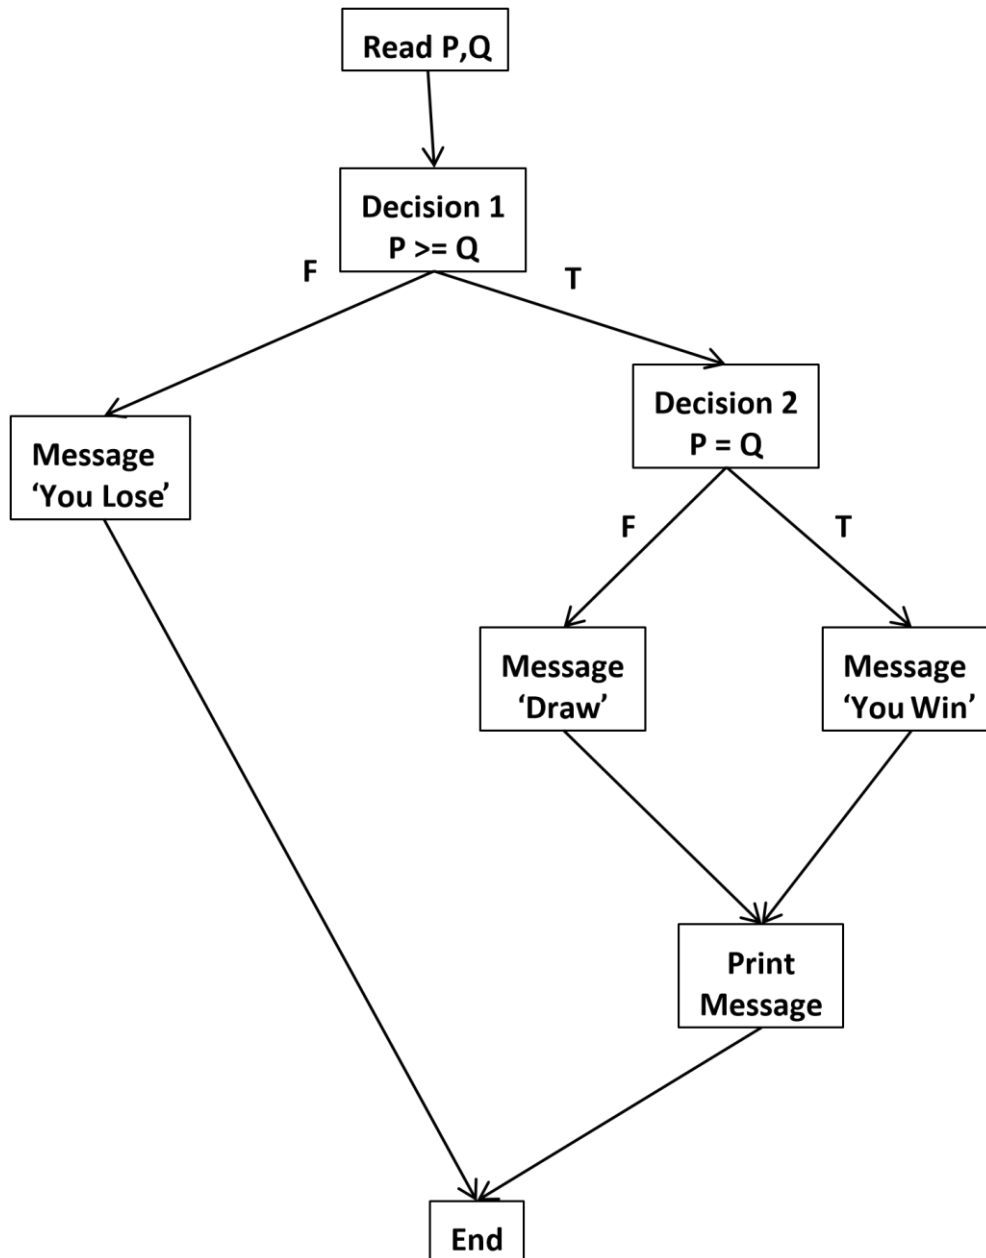 Read P,Q
Decision 1
P >= Q
F
T
Decision 2
P = Q
Message
‘You Lose’
F
T
Message
‘Draw’
Message
‘You Win’
Print
Message
End